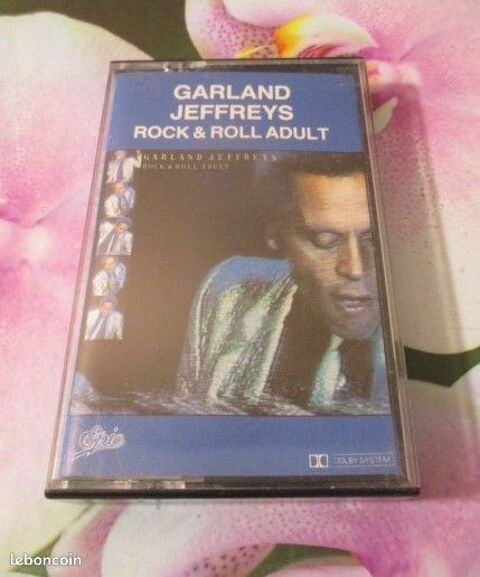 GARLAND
JEFFREYS
ROCK & ROLL ADULT
GARLAND JEFFREYS
ROCK & ROLL ADULT
Epic
DOLBY SYSTEM
leboncoin